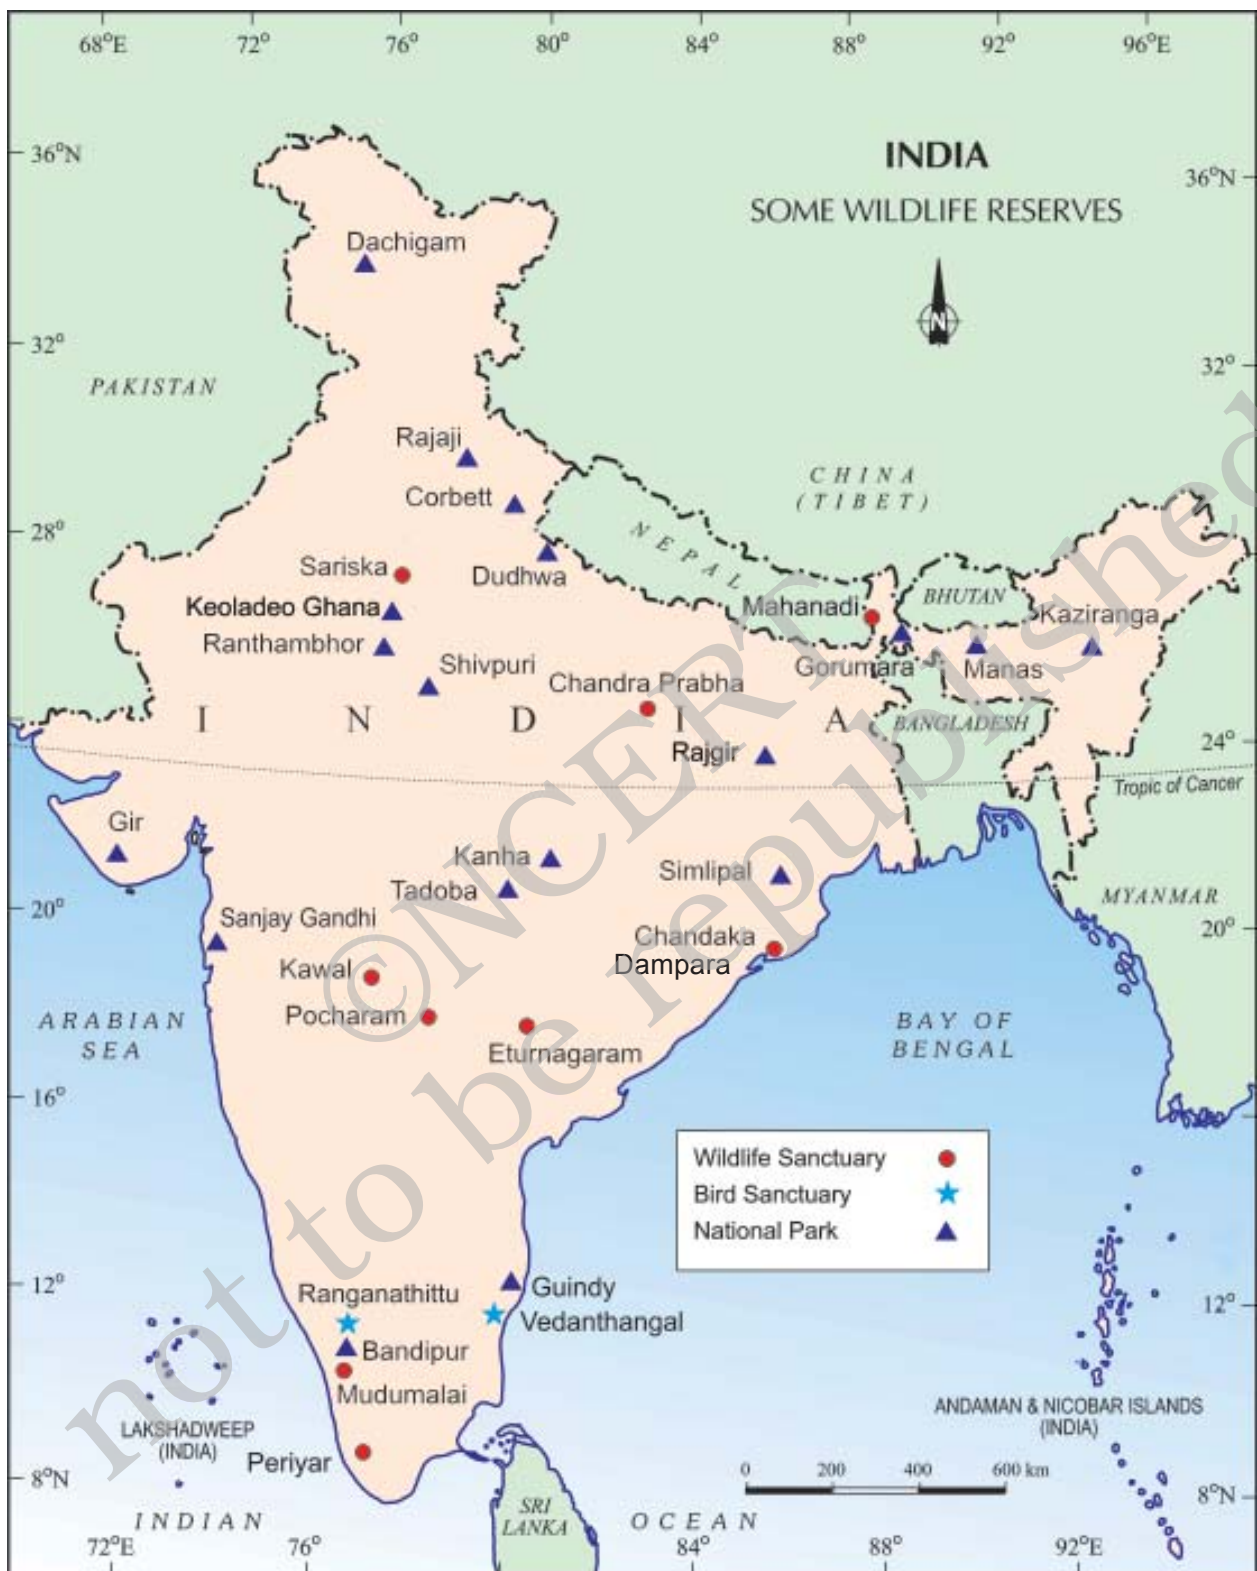 68°E 72° 76° 80° 84° 88° 92° 96°E
INDIA
SOME WILDLIFE RESERVES
36°N
36°N
N
Dachigam
32°
32°
PAKISTAN
Rajaji
CHINA
(TIBET)
Corbett
28°
NEPAL
Sariska
Dudhwa
Keoladeo Ghana
Mahanadi
BHUTAN
Kaziranga
Ranthambhor
Shivpuri
Gorumara
Manas
Chandra Prabha
INDIA
BANGLADESH
24°
Rajgir
Tropic of Cancer
Gir
Kanha
Simlipal
Tadoba
MYANMAR
20°
20°
Sanjay Gandhi
Chandaka
Dampara
Kawal
Pocharam
ARABIAN
SEA
BAY OF
BENGAL
Eturnagaram
16°
Wildlife Sanctuary
Bird Sanctuary
National Park
12°
12°
Ranganathittu
Guindy
Vedanthangal
Bandipur
Mudumalai
LAKSHADWEEP
(INDIA)
ANDAMAN & NICOBAR ISLANDS
(INDIA)
Periyar
8°N
8°N
0 200 400 600 km
SRI
LANKA
INDIAN OCEAN
72°E 76° 84° 88° 92°E
©NCERT
not to be republished